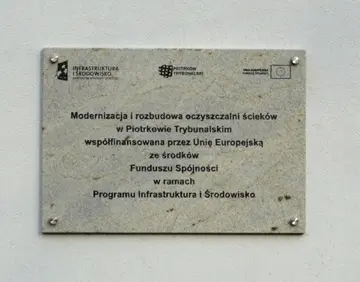 INFRASTRUKTURA
I ŚRODOWISKO
PIOTRKÓW
TRYBUNALSKI
Modernizacja i rozbudowa oczyszczalni ścieków
w Piotrkowie Trybunalskim
współfinansowana przez Unię Europejską
ze środków
Funduszu Spójności
w ramach
Programu Infrastruktura i Środowisko